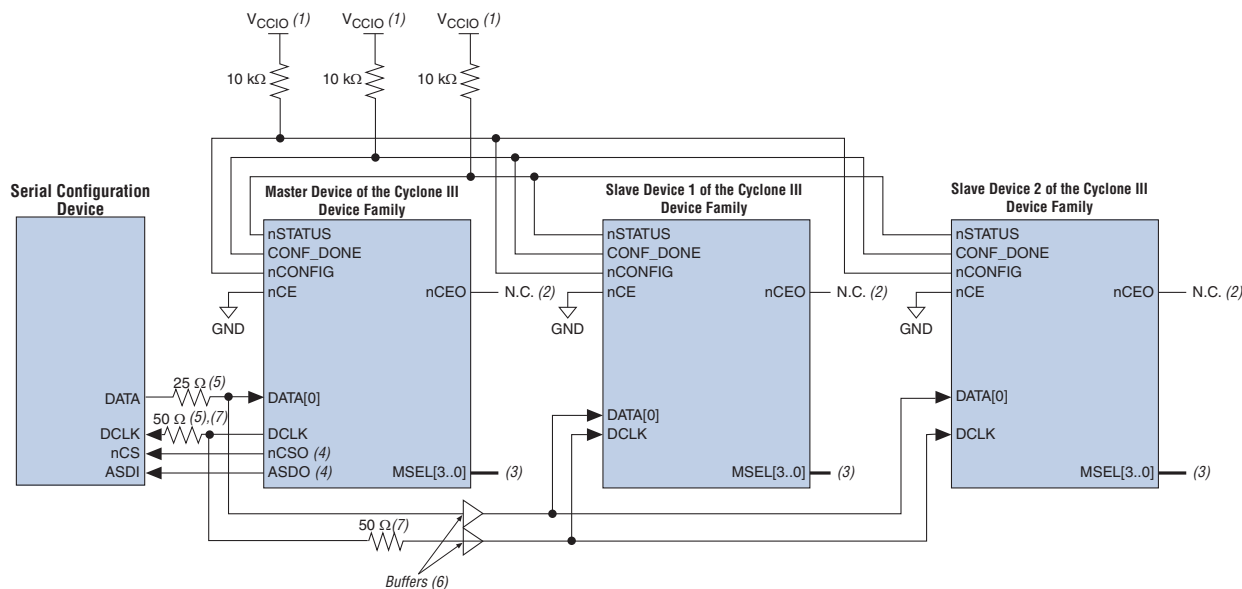 VCCIO (1) VCCIO (1) VCCIO (1)
10 kΩ 10 kΩ 10 kΩ
Serial Configuration
Device
DATA
DCLK
nCS
ASDI
25 Ω (5)
50 Ω (5),(7)
Master Device of the Cyclone III
Device Family
nSTATUS
CONF_DONE
nCONFIG
nCE
GND
nCEO
N.C. (2)
DATA[0]
DCLK
nCSO (4)
ASDO (4)
MSEL[3..0]
(3)
Slave Device 1 of the Cyclone III
Device Family
nSTATUS
CONF_DONE
nCONFIG
nCE
GND
nCEO
N.C. (2)
DATA[0]
DCLK
MSEL[3..0]
(3)
Slave Device 2 of the Cyclone III
Device Family
nSTATUS
CONF_DONE
nCONFIG
nCE
GND
nCEO
N.C. (2)
DATA[0]
DCLK
MSEL[3..0]
(3)
50 Ω (7)
Buffers (6)